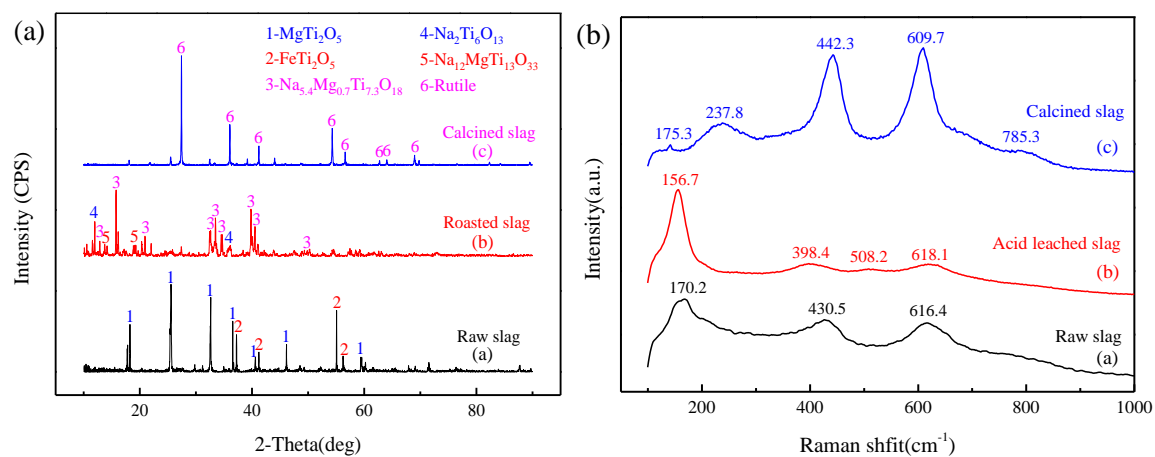 (a)
1-MgTi₂O₅
4-Na₂Ti₆O₁₃
2-FeTi₂O₅
5-Na₁₂MgTi₁₃O₃₃
3-Na₅.₄Mg₀.₇Ti₇.₃O₁₈
6-Rutile
6
6
6
6
6
66
6
Calcined slag
(c)
4
3
3
5
5
3
3
3
3
4
3
3
3
Roasted slag
(b)
1
1
1
1
2
1
2
1
2
2
1
Raw slag
(a)
20
40
60
80
2-Theta(deg)
Intensity (CPS)
(b)
175.3
237.8
442.3
609.7
785.3
Calcined slag
(c)
156.7
398.4
508.2
618.1
Acid leached slag
(b)
170.2
430.5
616.4
Raw slag
(a)
0
200
400
600
800
1000
Raman shfit(cm⁻¹)
Intensity(a.u.)